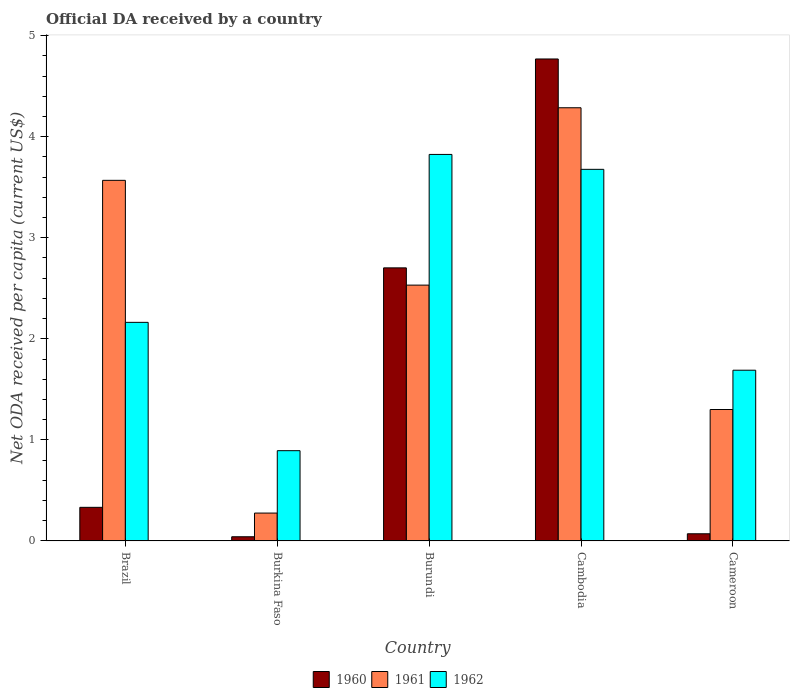 Official DA received by a country
Net ODA received per capita (current US$)
5
4
3
2
1
0
Brazil
Burkina Faso
Burundi
Cambodia
Cameroon
Country
1960
1961
1962